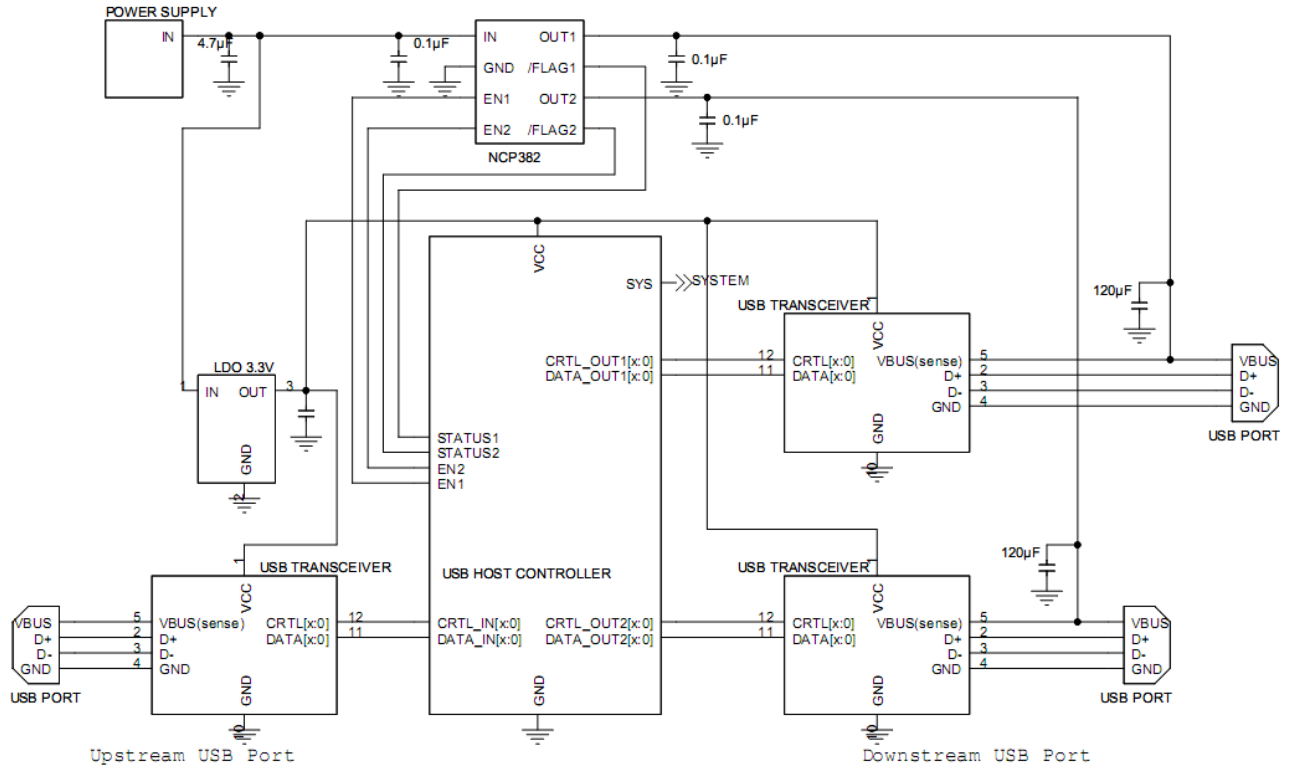 POWER SUPPLY
IN
4.7µF
0.1µF
IN
OUT1
GND
/FLAG1
EN1
OUT2
EN2
/FLAG2
NCP382
0.1µF
0.1µF
VCC
SYS
SYSTEM
120µF
USB TRANSCEIVER
1
VCC
CRTL_OUT1[x:0]
12
CRTL[x:0]
VBUS(sense)
5
VBUS
DATA_OUT1[x:0]
11
DATA[x:0]
D+
2
D+
D-
3
D-
GND
4
GND
GND
10
USB PORT
LDO 3.3V
1
IN
OUT
3
GND
2
STATUS1
STATUS2
EN2
EN1
120µF
USB TRANSCEIVER
1
VCC
USB HOST CONTROLLER
USB TRANSCEIVER
1
VCC
VBUS
5
VBUS(sense)
CRTL[x:0]
12
CRTL_IN[x:0]
CRTL_OUT2[x:0]
12
CRTL[x:0]
VBUS(sense)
5
VBUS
D+
2
D+
DATA[x:0]
11
DATA_IN[x:0]
DATA_OUT2[x:0]
11
DATA[x:0]
D+
2
D+
D-
3
D-
D-
3
D-
GND
4
GND
GND
4
GND
USB PORT
GND
10
GND
GND
10
USB PORT
Upstream USB Port
Downstream USB Port